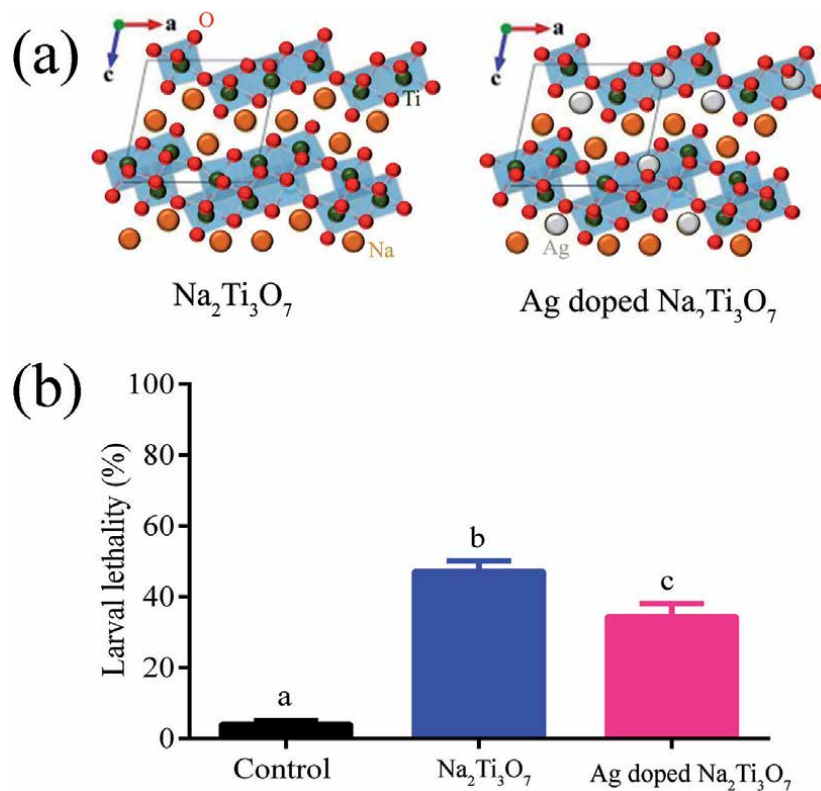 (a)
a
c
O
Ti
Na
Na₂Ti₃O₇
a
c
Ag
Ag doped Na₂Ti₃O₇
(b)
Larval lethality (%)
100
80
60
40
20
0
a
b
c
Control
Na₂Ti₃O₇
Ag doped Na₂Ti₃O₇